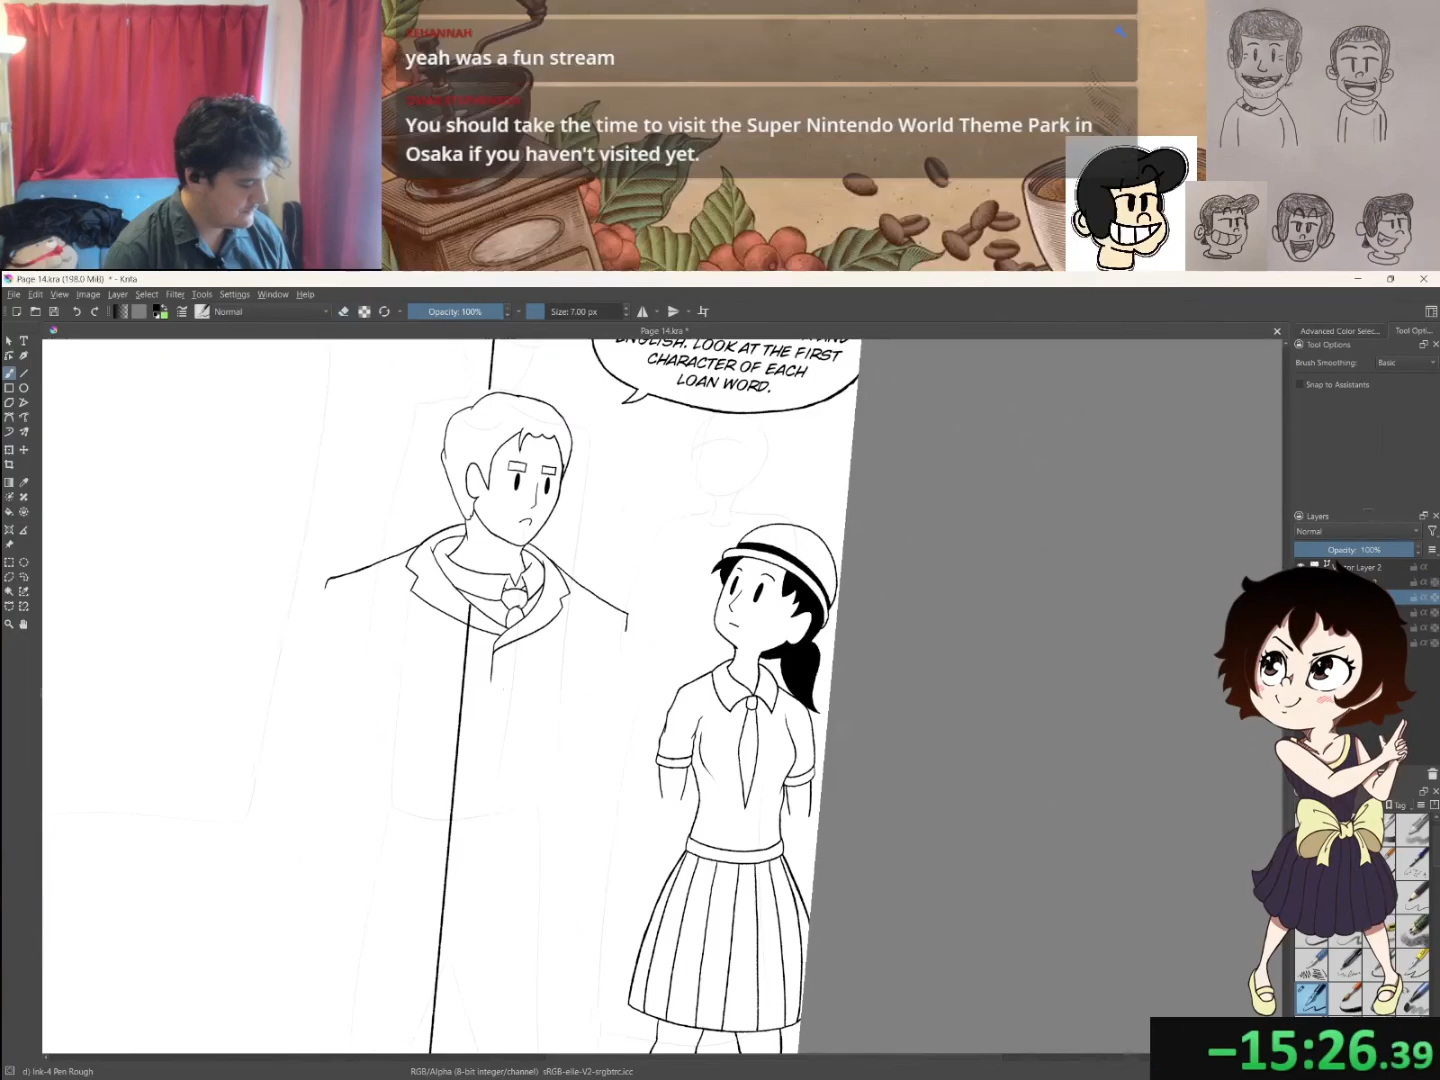 REHANNAH
yeah was a fun stream
You should take the time to visit the Super Nintendo World Theme Park in
Osaka if you haven't visited yet.
Page 14.kra (198.0 MiB) * - Krita
File Edit View Image Layer Select Filter Tools Settings Window Help
Normal
Opacity: 100%
Size: 7.00 px
Page 14.kra *
Advanced Color Selec...
Tool Opti...
Tool Options
Brush Smoothing: Basic
Snap to Assistants
ENGLISH. LOOK AT THE FIRST
CHARACTER OF EACH
LOAN WORD.
Layers
Normal
Opacity: 100%
Layer 2
Tag
-15:26.39
d) Ink-4 Pen Rough
RGB/Alpha (8-bit integer/channel) sRGB-elle-V2-srgbtrc.icc